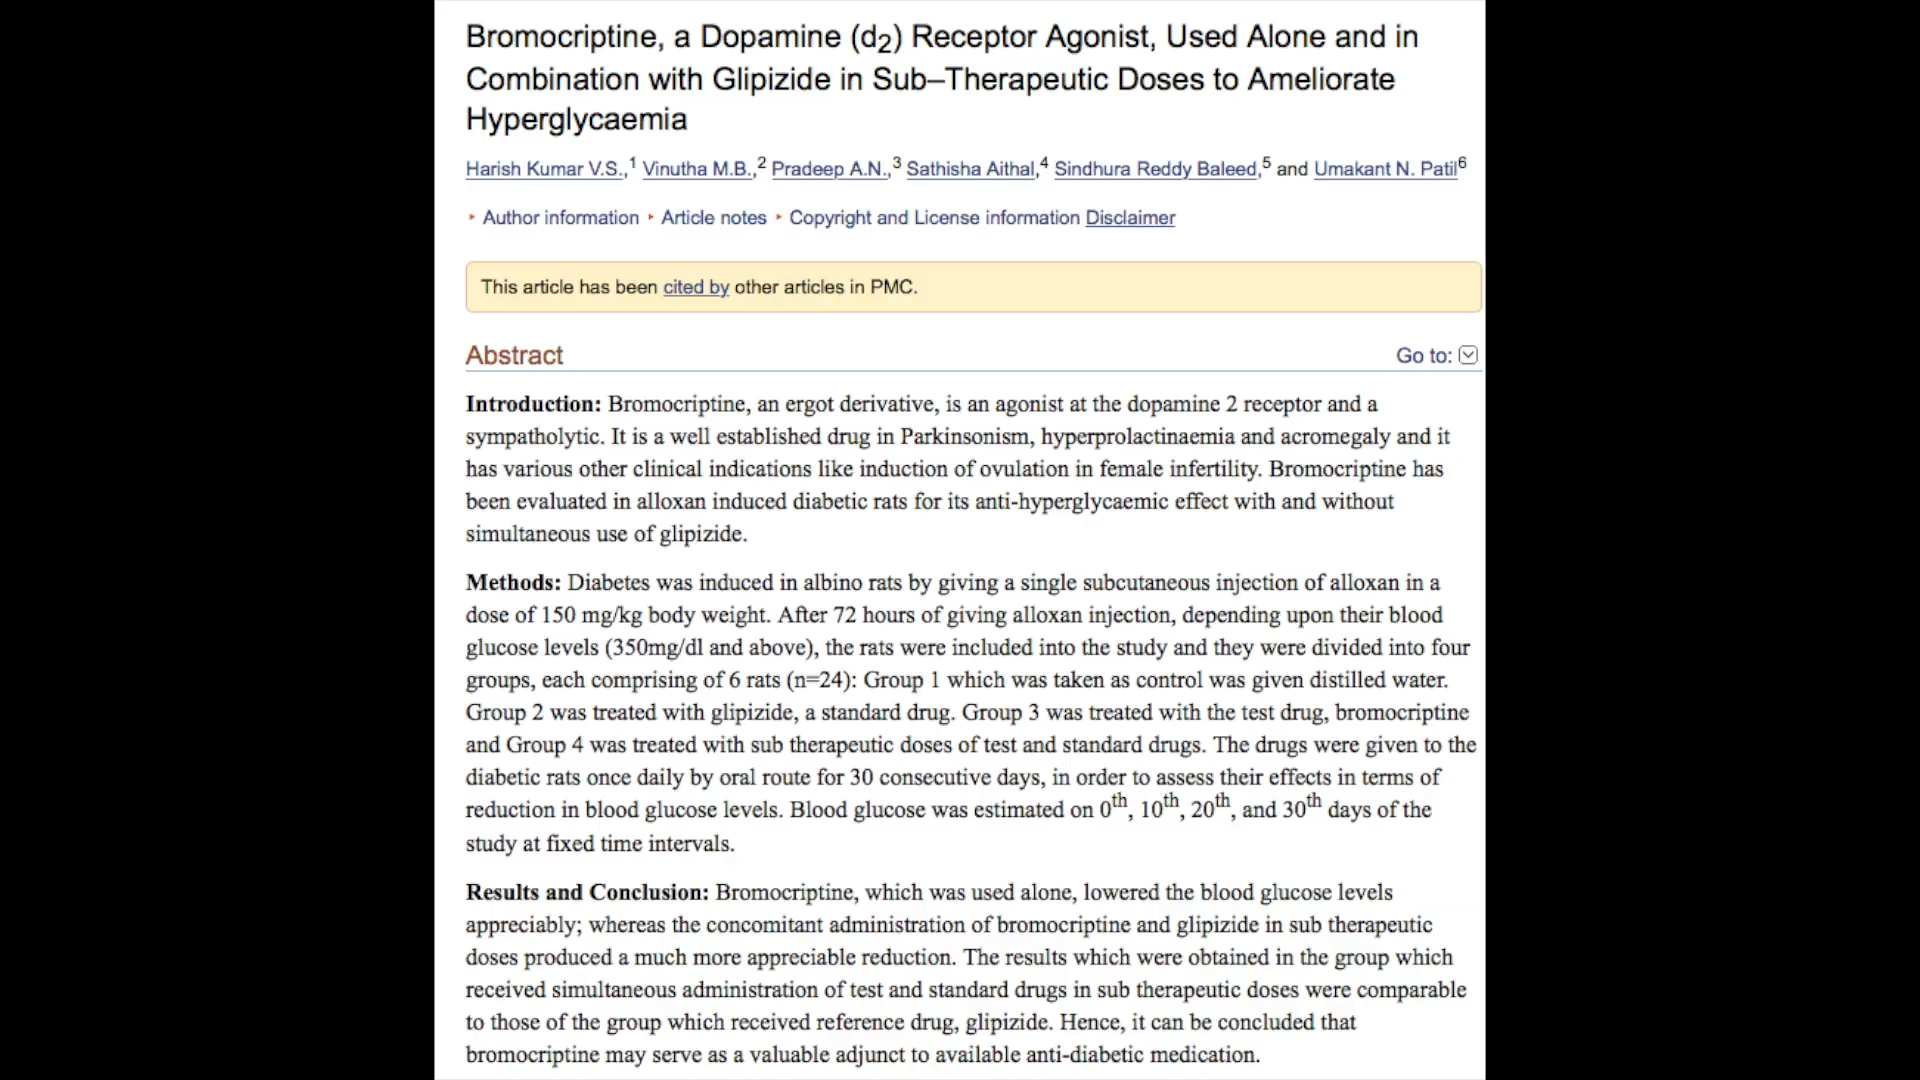 Bromocriptine, a Dopamine (d2) Receptor Agonist, Used Alone and in
Combination with Glipizide in Sub–Therapeutic Doses to Ameliorate
Hyperglycaemia
Harish Kumar V.S.,1 Vinutha M.B.,2 Pradeep A.N.,3 Sathisha Aithal,4 Sindhura Reddy Baleed,5 and Umakant N. Patil6
Author information Article notes Copyright and License information Disclaimer
This article has been cited by other articles in PMC.
Abstract Go to:
Introduction: Bromocriptine, an ergot derivative, is an agonist at the dopamine 2 receptor and a
sympatholytic. It is a well established drug in Parkinsonism, hyperprolactinaemia and acromegaly and it
has various other clinical indications like induction of ovulation in female infertility. Bromocriptine has
been evaluated in alloxan induced diabetic rats for its anti-hyperglycaemic effect with and without
simultaneous use of glipizide.
Methods: Diabetes was induced in albino rats by giving a single subcutaneous injection of alloxan in a
dose of 150 mg/kg body weight. After 72 hours of giving alloxan injection, depending upon their blood
glucose levels (350mg/dl and above), the rats were included into the study and they were divided into four
groups, each comprising of 6 rats (n=24): Group 1 which was taken as control was given distilled water.
Group 2 was treated with glipizide, a standard drug. Group 3 was treated with the test drug, bromocriptine
and Group 4 was treated with sub therapeutic doses of test and standard drugs. The drugs were given to the
diabetic rats once daily by oral route for 30 consecutive days, in order to assess their effects in terms of
reduction in blood glucose levels. Blood glucose was estimated on 0th, 10th, 20th, and 30th days of the
study at fixed time intervals.
Results and Conclusion: Bromocriptine, which was used alone, lowered the blood glucose levels
appreciably; whereas the concomitant administration of bromocriptine and glipizide in sub therapeutic
doses produced a much more appreciable reduction. The results which were obtained in the group which
received simultaneous administration of test and standard drugs in sub therapeutic doses were comparable
to those of the group which received reference drug, glipizide. Hence, it can be concluded that
bromocriptine may serve as a valuable adjunct to available anti-diabetic medication.